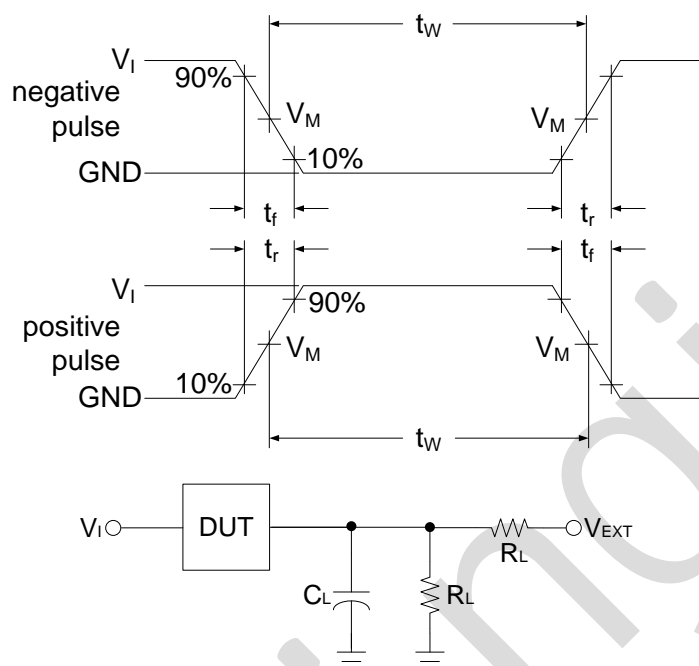 tW
VI
90%
negative
pulse
VM
VM
10%
GND
tf
tr
tr
tf
VI
90%
positive
pulse
VM
VM
10%
GND
tW
VI
DUT
VEXT
RL
CL
RL